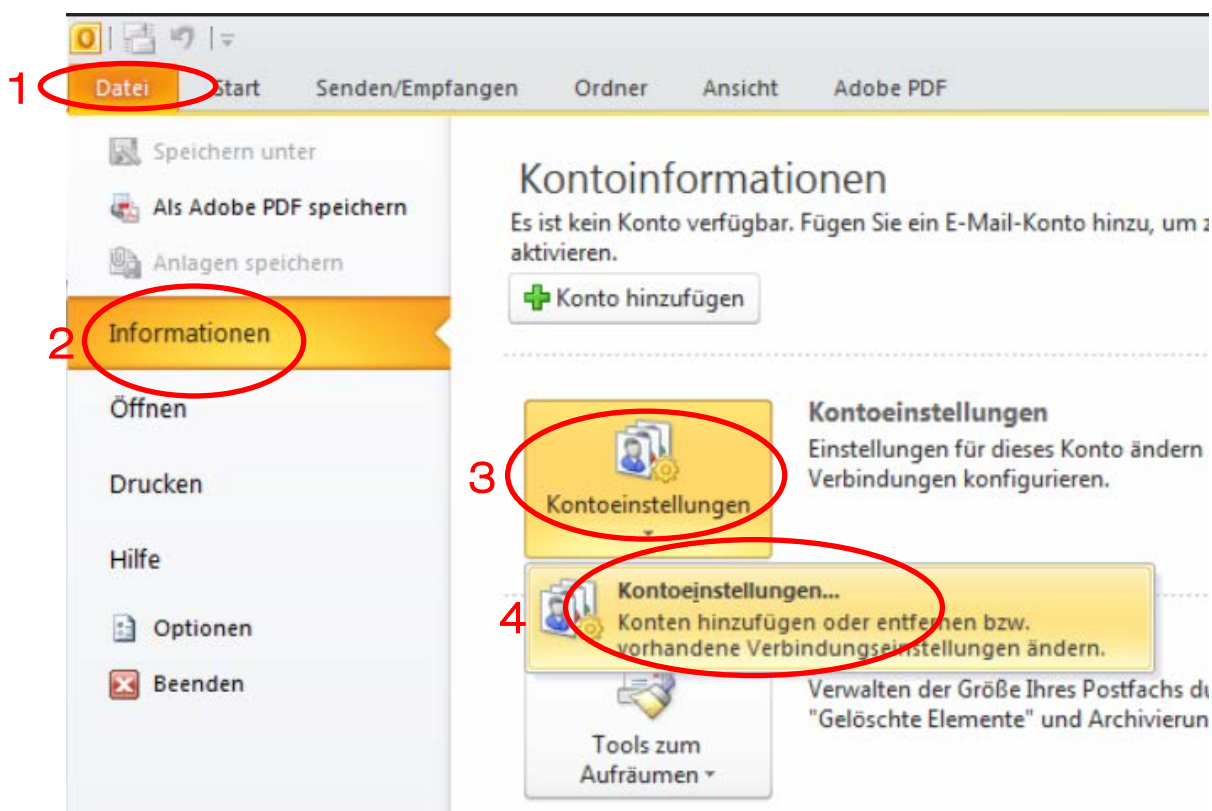 1
Datei Start Senden/Empfangen Ordner Ansicht Adobe PDF
Speichern unter
Als Adobe PDF speichern
Anlagen speichern
2
Informationen
Öffnen
Drucken
Hilfe
Optionen
Beenden
Kontoinformationen
Es ist kein Konto verfügbar. Fügen Sie ein E-Mail-Konto hinzu, um z
aktivieren.
Konto hinzufügen
3
Kontoeinstellungen
Kontoeinstellungen
Einstellungen für dieses Konto ändern
Verbindungen konfigurieren.
4
Kontoeinstellungen...
Konten hinzufügen oder entfernen bzw.
vorhandene Verbindungseinstellungen ändern.
Tools zum
Aufräumen
Verwalten der Größe Ihres Postfachs du
"Gelöschte Elemente" und Archivierun